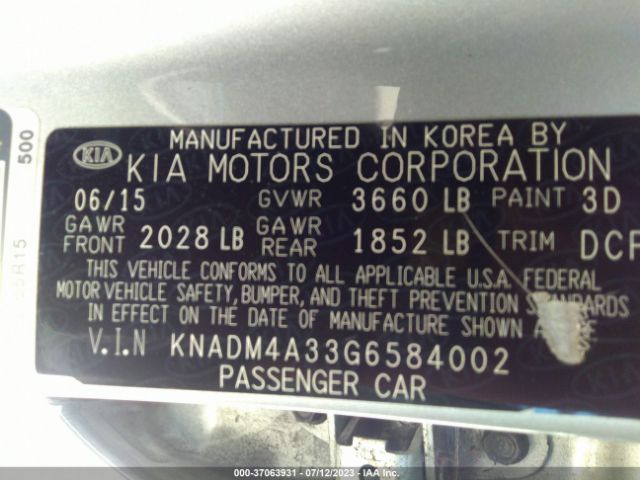 500
MANUFACTURED IN KOREA BY
KIA KIA MOTORS CORPORATION
06/15 GVWR 3660 LB PAINT 3D
GAWR FRONT 2028 LB GAWR REAR 1852 LB TRIM DCF
THIS VEHICLE CONFORMS TO ALL APPLICABLE U.S.A. FEDERAL
MOTOR VEHICLE SAFETY, BUMPER, AND THEFT PREVENTION STANDARDS
IN EFFECT ON THE DATE OF MANUFACTURE SHOWN
V.I.N KNADM4A33G6584002
PASSENGER CAR
000-37063931 - 07/12/2023 - IAA Inc.